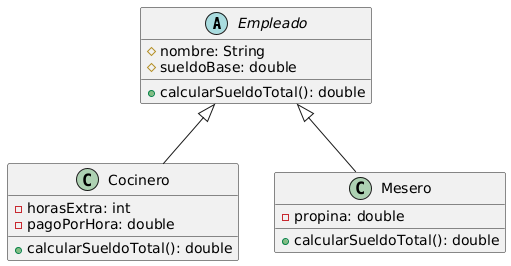 A Empleado
nombre: String
sueldoBase: double
calcularSueldoTotal(): double
C Cocinero
horasExtra: int
pagoPorHora: double
calcularSueldoTotal(): double
C Mesero
propina: double
calcularSueldoTotal(): double